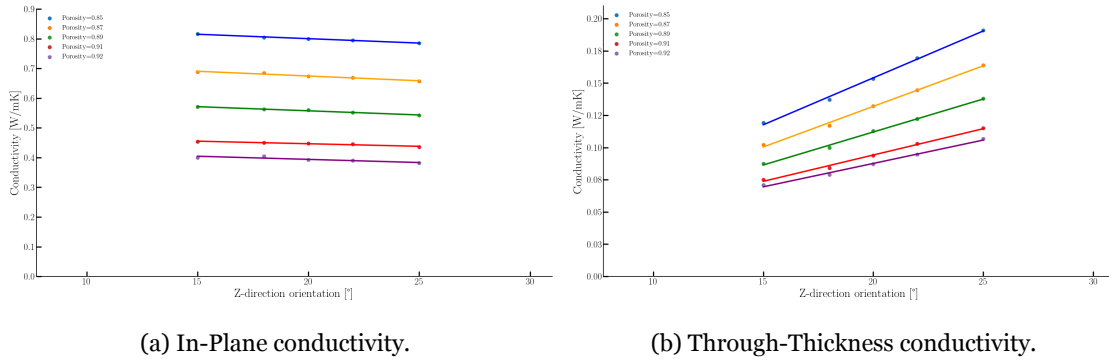 Porosity=0.85
Porosity=0.87
Porosity=0.89
Porosity=0.91
Porosity=0.92
0.9
0.8
0.7
0.6
0.5
0.4
0.3
0.2
0.1
0.0
Conductivity [W/mK]
10
15
20
25
30
Z-direction orientation [°]
(a) In-Plane conductivity.
Porosity=0.85
Porosity=0.87
Porosity=0.89
Porosity=0.91
Porosity=0.92
0.20
0.18
0.15
0.12
0.10
0.08
0.05
0.03
0.00
Conductivity [W/mK]
10
15
20
25
30
Z-direction orientation [°]
(b) Through-Thickness conductivity.